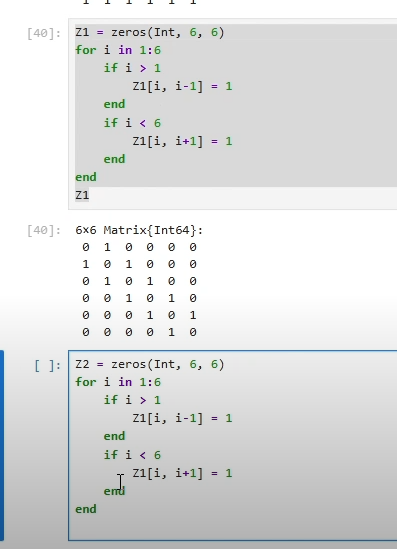 [40]: Z1 = zeros(Int, 6, 6)
for i in 1:6
    if i > 1
        Z1[i, i-1] = 1
    end
    if i < 6
        Z1[i, i+1] = 1
    end
end
Z1
[40]: 6×6 Matrix{Int64}:
 0  1  0  0  0  0
 1  0  1  0  0  0
 0  1  0  1  0  0
 0  0  1  0  1  0
 0  0  0  1  0  1
 0  0  0  0  1  0
[ ]: Z2 = zeros(Int, 6, 6)
for i in 1:6
    if i > 1
        Z1[i, i-1] = 1
    end
    if i < 6
        Z1[i, i+1] = 1
    end
end